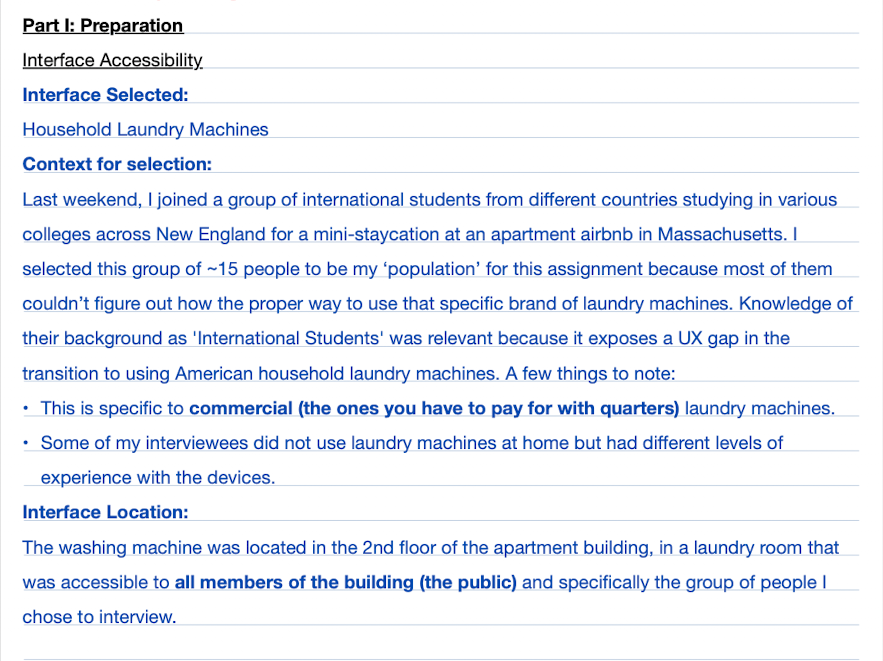 Part I: Preparation
Interface Accessibility
Interface Selected:
Household Laundry Machines
Context for selection:
Last weekend, I joined a group of international students from different countries studying in various
colleges across New England for a mini-staycation at an apartment airbnb in Massachusetts. I
selected this group of ~15 people to be my ‘population’ for this assignment because most of them
couldn’t figure out how the proper way to use that specific brand of laundry machines. Knowledge of
their background as 'International Students' was relevant because it exposes a UX gap in the
transition to using American household laundry machines. A few things to note:
• This is specific to commercial (the ones you have to pay for with quarters) laundry machines.
• Some of my interviewees did not use laundry machines at home but had different levels of
experience with the devices.
Interface Location:
The washing machine was located in the 2nd floor of the apartment building, in a laundry room that
was accessible to all members of the building (the public) and specifically the group of people I
chose to interview.